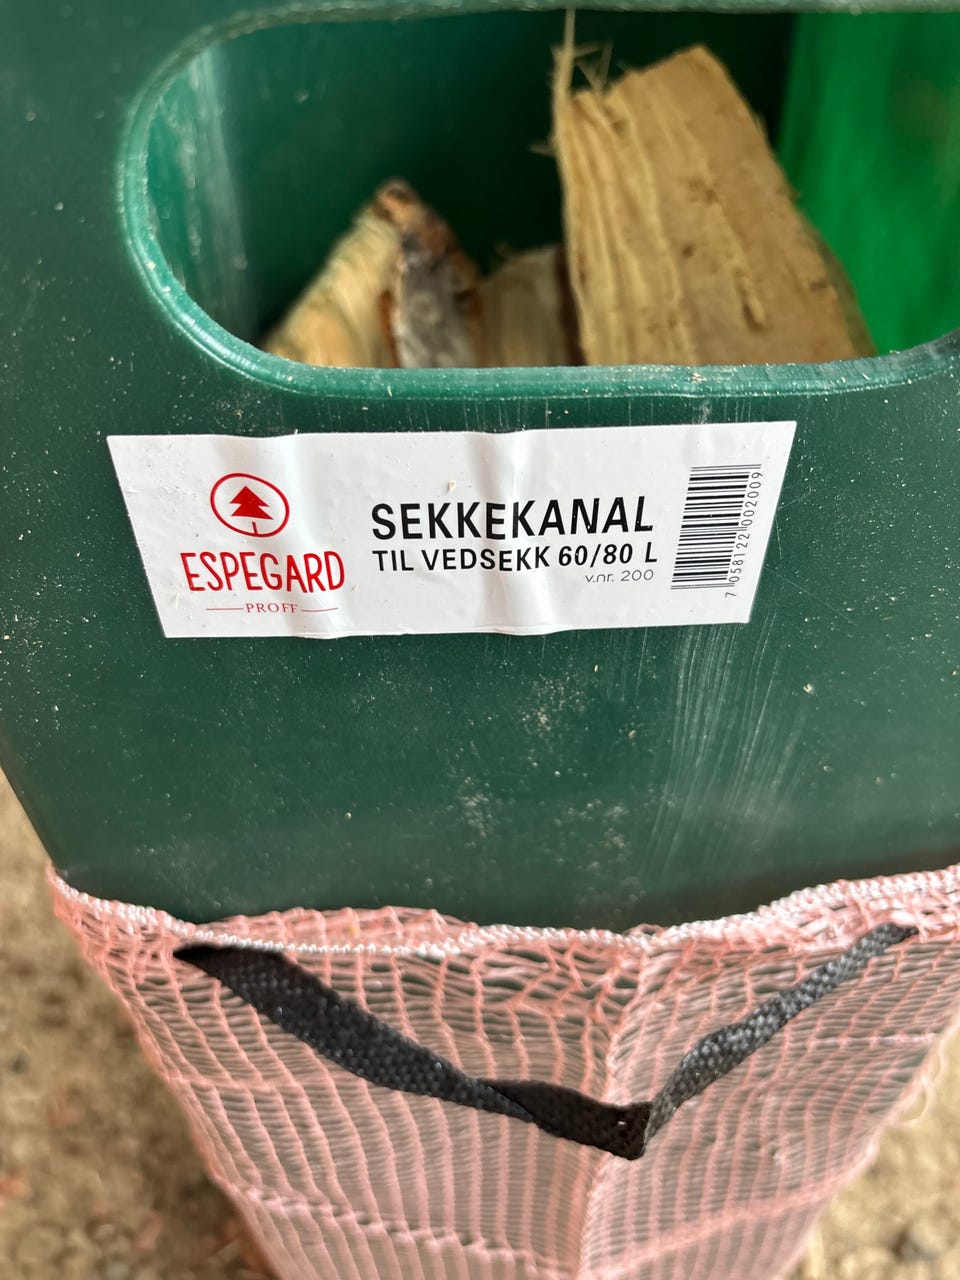 ESPEGARD
PROFF
SEKKEKANAL
TIL VEDSEKK 60/80 L
v.nr. 200
7 058122 002009